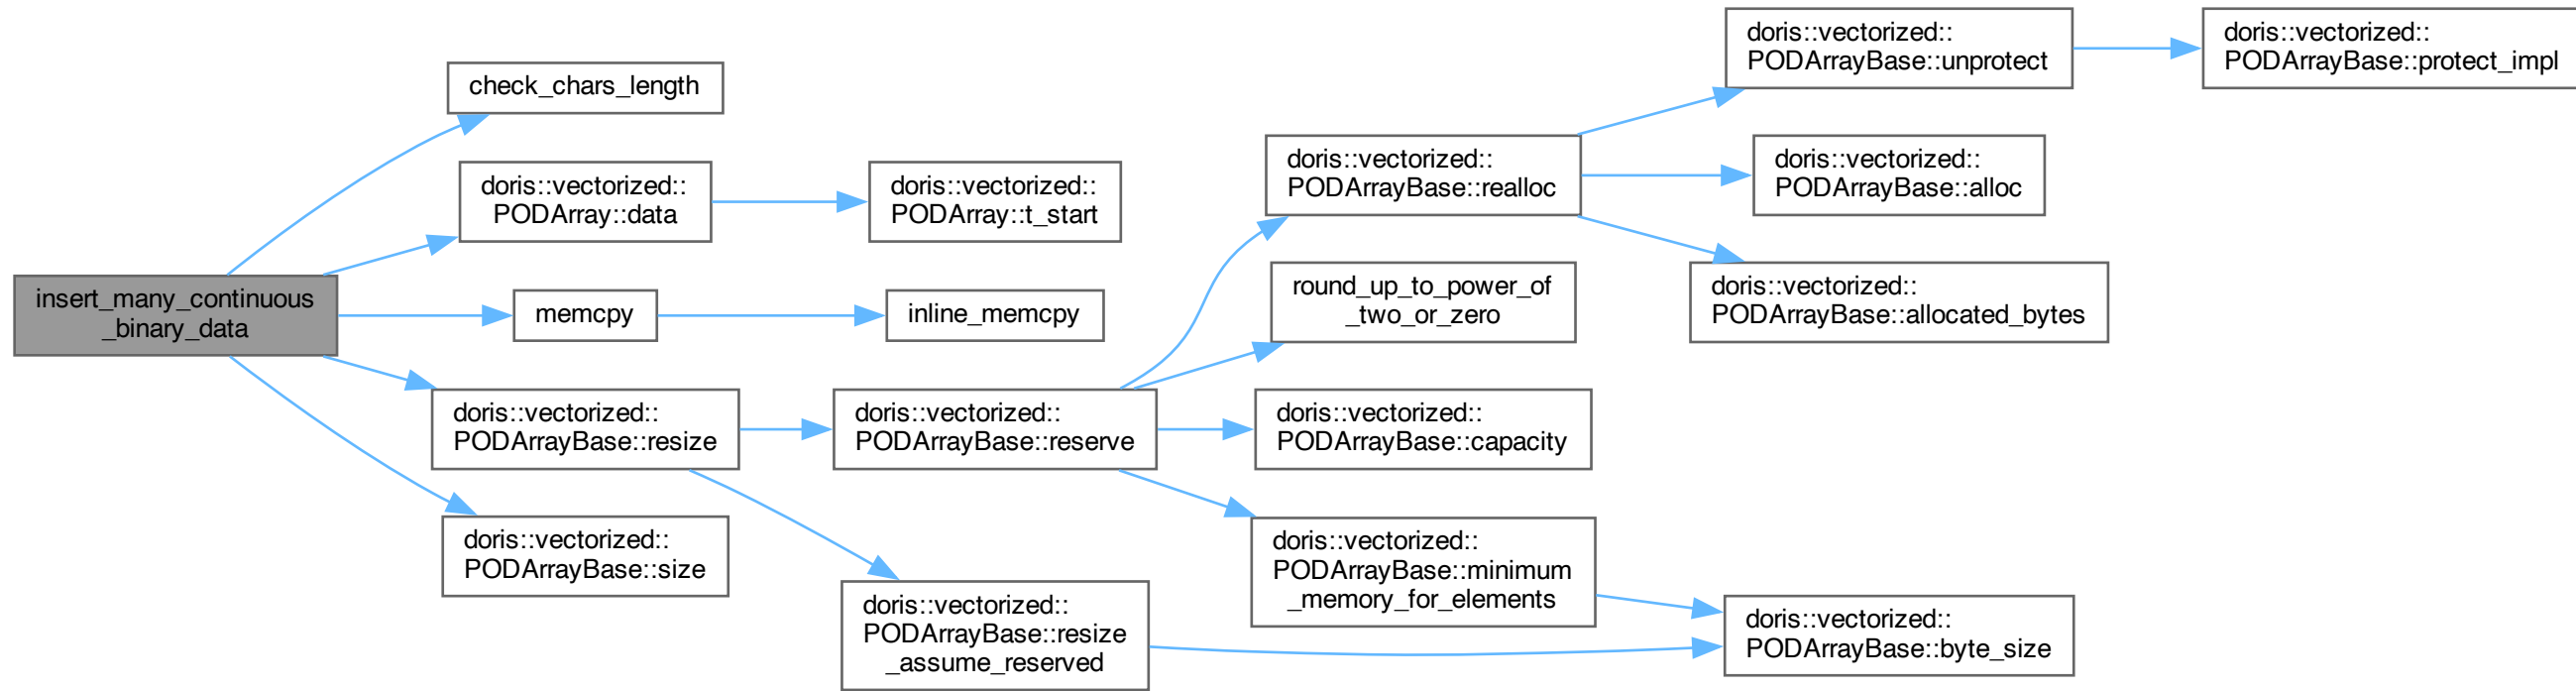 insert_many_continuous
_binary_data
check_chars_length
doris::vectorized::
PODArray::data
memcpy
doris::vectorized::
PODArrayBase::resize
doris::vectorized::
PODArrayBase::size
doris::vectorized::
PODArray::t_start
inline_memcpy
doris::vectorized::
PODArrayBase::reserve
doris::vectorized::
PODArrayBase::resize
_assume_reserved
doris::vectorized::
PODArrayBase::realloc
round_up_to_power_of
_two_or_zero
doris::vectorized::
PODArrayBase::capacity
doris::vectorized::
PODArrayBase::minimum
_memory_for_elements
doris::vectorized::
PODArrayBase::unprotect
doris::vectorized::
PODArrayBase::alloc
doris::vectorized::
PODArrayBase::allocated_bytes
doris::vectorized::
PODArrayBase::byte_size
doris::vectorized::
PODArrayBase::protect_impl